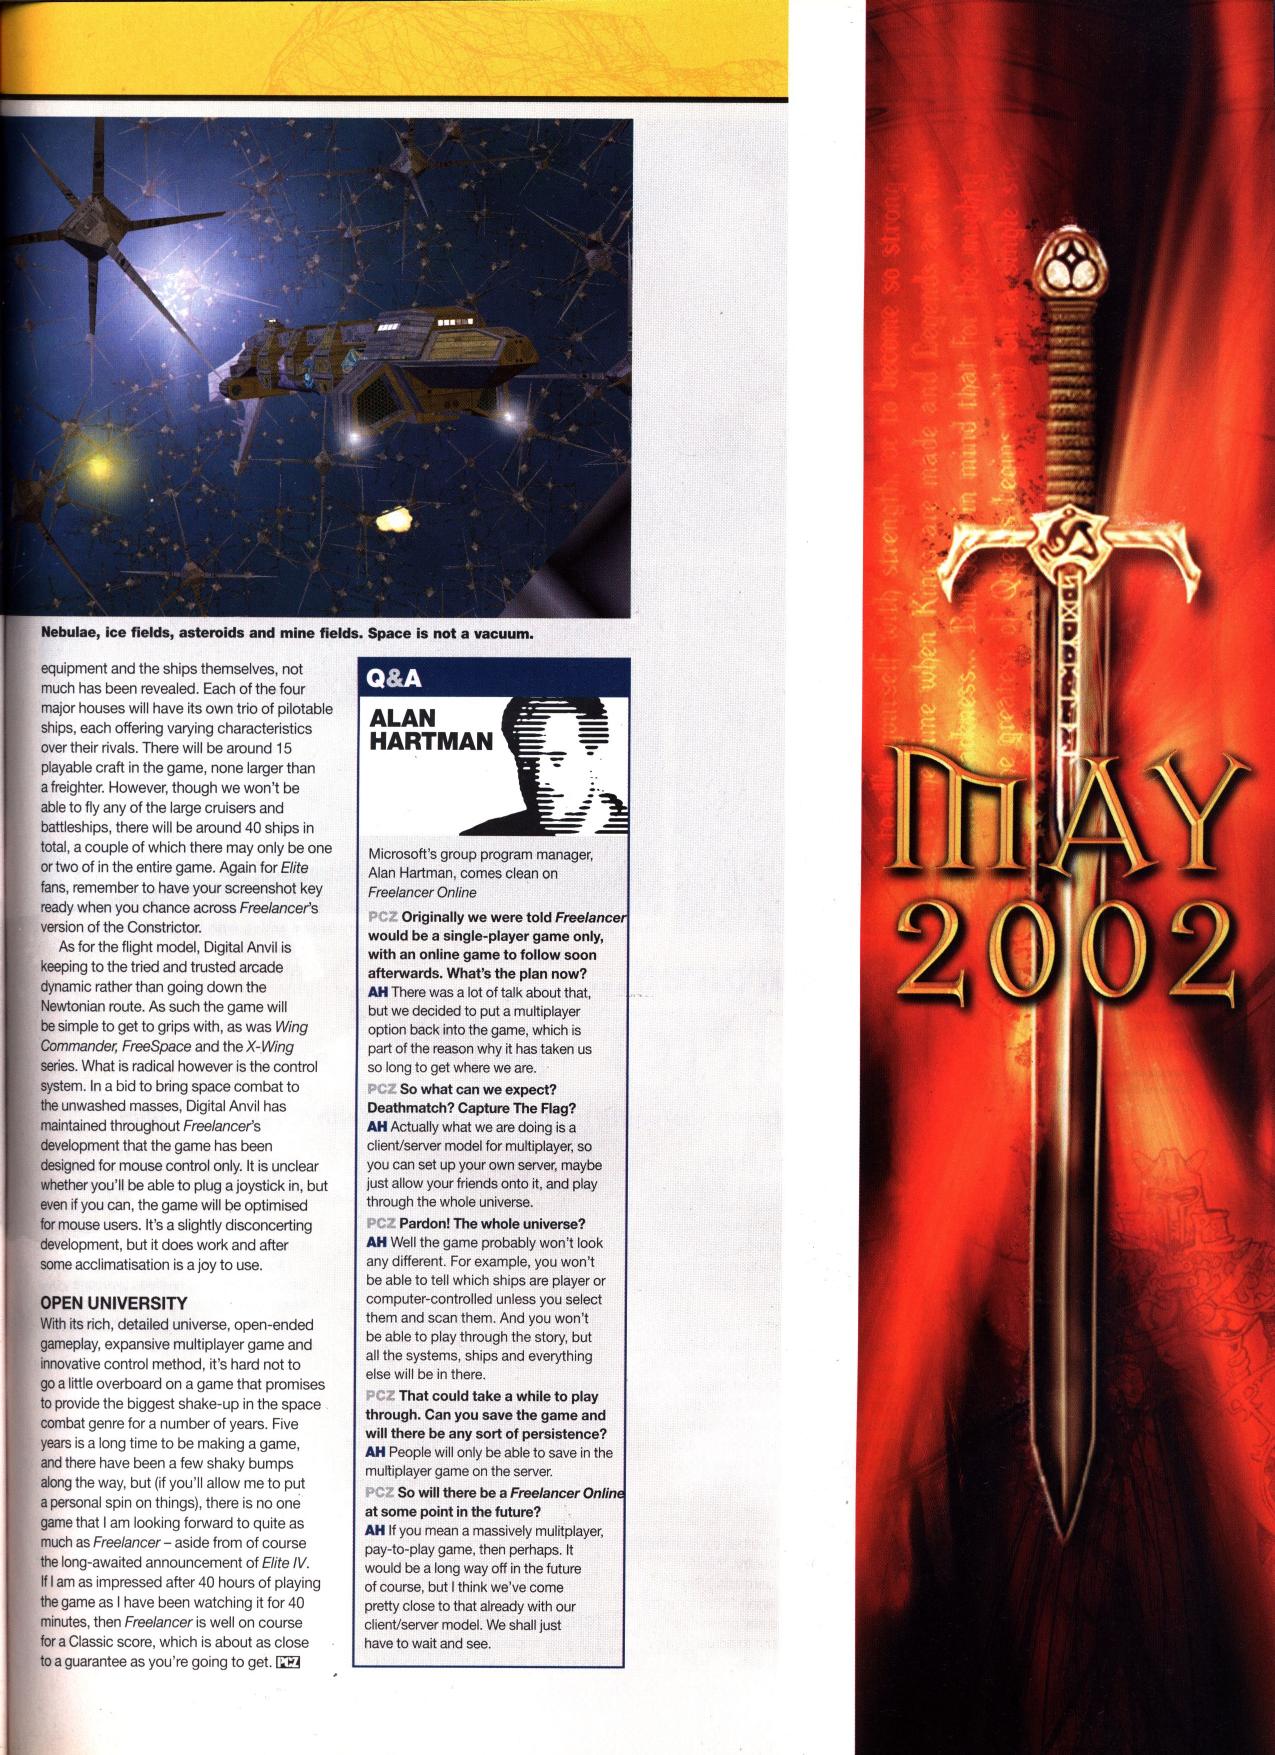 Nebulae, ice fields, asteroids and mine fields. Space is not a vacuum.
equipment and the ships themselves, not
much has been revealed. Each of the four
major houses will have its own trio of pilotable
ships, each offering varying characteristics
over their rivals. There will be around 15
playable craft in the game, none larger than
a freighter. However, though we won't be
able to fly any of the large cruisers and
battleships, there will be around 40 ships in
total, a couple of which there may only be one
or two of in the entire game. Again for Elite
fans, remember to have your screenshot key
ready when you chance across Freelancer's
version of the Constrictor.
As for the flight model, Digital Anvil is
keeping to the tried and trusted arcade
dynamic rather than going down the
Newtonian route. As such the game will
be simple to get to grips with, as was Wing
Commander, FreeSpace and the X-Wing
series. What is radical however is the control
system. In a bid to bring space combat to
the unwashed masses, Digital Anvil has
maintained throughout Freelancer's
development that the game has been
designed for mouse control only. It is unclear
whether you'll be able to plug a joystick in, but
even if you can, the game will be optimised
for mouse users. It's a slightly disconcerting
development, but it does work and after
some acclimatisation is a joy to use.
OPEN UNIVERSITY
With its rich, detailed universe, open-ended
gameplay, expansive multiplayer game and
innovative control method, it's hard not to
go a little overboard on a game that promises
to provide the biggest shake-up in the space
combat genre for a number of years. Five
years is a long time to be making a game,
and there have been a few shaky bumps
along the way, but (if you'll allow me to put
a personal spin on things), there is no one
game that I am looking forward to quite as
much as Freelancer – aside from of course
the long-awaited announcement of Elite IV.
If I am as impressed after 40 hours of playing
the game as I have been watching it for 40
minutes, then Freelancer is well on course
for a Classic score, which is about as close
to a guarantee as you're going to get. PCZ
Q&A
ALAN
HARTMAN
Microsoft's group program manager,
Alan Hartman, comes clean on
Freelancer Online
PCZ Originally we were told Freelancer
would be a single-player game only,
with an online game to follow soon
afterwards. What's the plan now?
AH There was a lot of talk about that,
but we decided to put a multiplayer
option back into the game, which is
part of the reason why it has taken us
so long to get where we are.
PCZ So what can we expect?
Deathmatch? Capture The Flag?
AH Actually what we are doing is a
client/server model for multiplayer, so
you can set up your own server, maybe
just allow your friends onto it, and play
through the whole universe.
PCZ Pardon! The whole universe?
AH Well the game probably won't look
any different. For example, you won't
be able to tell which ships are player or
computer-controlled unless you select
them and scan them. And you won't
be able to play through the story, but
all the systems, ships and everything
else will be in there.
PCZ That could take a while to play
through. Can you save the game and
will there be any sort of persistence?
AH People will only be able to save in the
multiplayer game on the server.
PCZ So will there be a Freelancer Online
at some point in the future?
AH If you mean a massively mulitplayer,
pay-to-play game, then perhaps. It
would be a long way off in the future
of course, but I think we've come
pretty close to that already with our
client/server model. We shall just
have to wait and see.
yourself with strength to become so strong
time when Kings are made and Legends are
in mind that for the mighty
MAY
2002